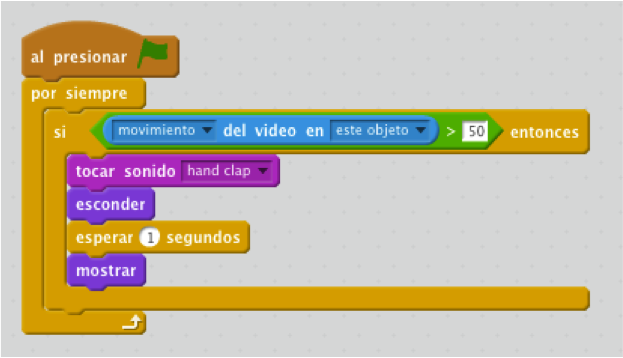 al presionar
por siempre
si movimiento del video en este objeto > 50 entonces
tocar sonido hand clap
esconder
esperar 1 segundos
mostrar